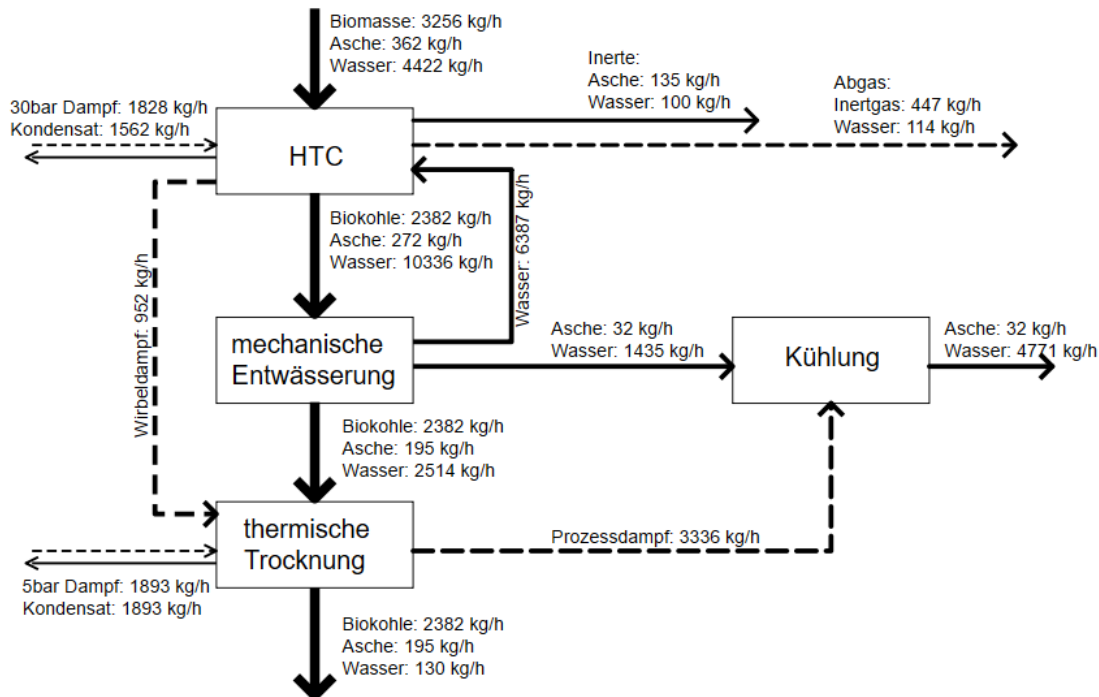 Biomasse: 3256 kg/h
Asche: 362 kg/h
Wasser: 4422 kg/h
Inerte:
Asche: 135 kg/h
Wasser: 100 kg/h
Abgas:
Inertgas: 447 kg/h
Wasser: 114 kg/h
30bar Dampf: 1828 kg/h
Kondensat: 1562 kg/h
HTC
Biokohle: 2382 kg/h
Asche: 272 kg/h
Wasser: 10336 kg/h
Wasser: 6387 kg/h
Wirbeldampf: 952 kg/h
mechanische
Entwässerung
Asche: 32 kg/h
Wasser: 1435 kg/h
Kühlung
Asche: 32 kg/h
Wasser: 4771 kg/h
Biokohle: 2382 kg/h
Asche: 195 kg/h
Wasser: 2514 kg/h
thermische
Trocknung
Prozessdampf: 3336 kg/h
5bar Dampf: 1893 kg/h
Kondensat: 1893 kg/h
Biokohle: 2382 kg/h
Asche: 195 kg/h
Wasser: 130 kg/h